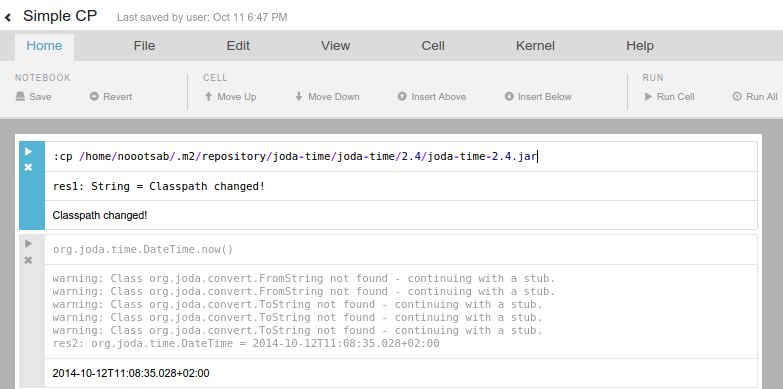 Simple CP Last saved by user: Oct 11 6:47 PM
Home File Edit View Cell Kernel Help
NOTEBOOK CELL RUN
Save Revert Move Up Move Down Insert Above Insert Below Run Cell Run All
:cp /home/noootsab/.m2/repository/joda-time/joda-time/2.4/joda-time-2.4.jar
res1: String = Classpath changed!
Classpath changed!
org.joda.time.DateTime.now()
warning: Class org.joda.convert.FromString not found - continuing with a stub.
warning: Class org.joda.convert.FromString not found - continuing with a stub.
warning: Class org.joda.convert.ToString not found - continuing with a stub.
warning: Class org.joda.convert.ToString not found - continuing with a stub.
warning: Class org.joda.convert.ToString not found - continuing with a stub.
res2: org.joda.time.DateTime = 2014-10-12T11:08:35.028+02:00
2014-10-12T11:08:35.028+02:00